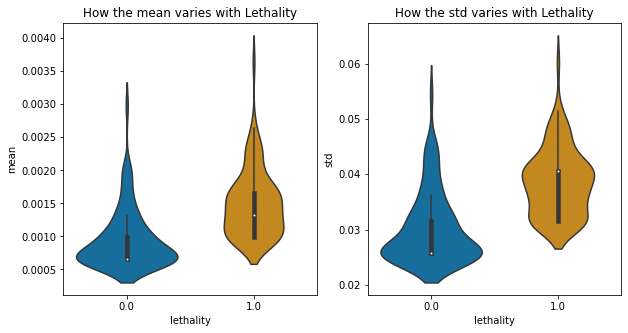 How the mean varies with Lethality
How the std varies with Lethality
0.0040
0.0035
0.0030
0.0025
0.0020
0.0015
0.0010
0.0005
mean
0.0
1.0
lethality
0.06
0.05
0.04
0.03
0.02
std
0.0
1.0
lethality